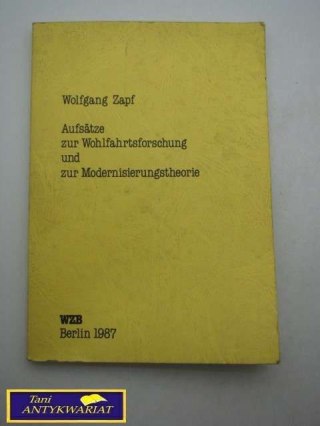 Wolfgang Zapf
Aufsätze
zur Wohlfahrtsforschung
und
zur Modernisierungstheorie
WZB
Berlin 1987
Tani
ANTYKWARIAT